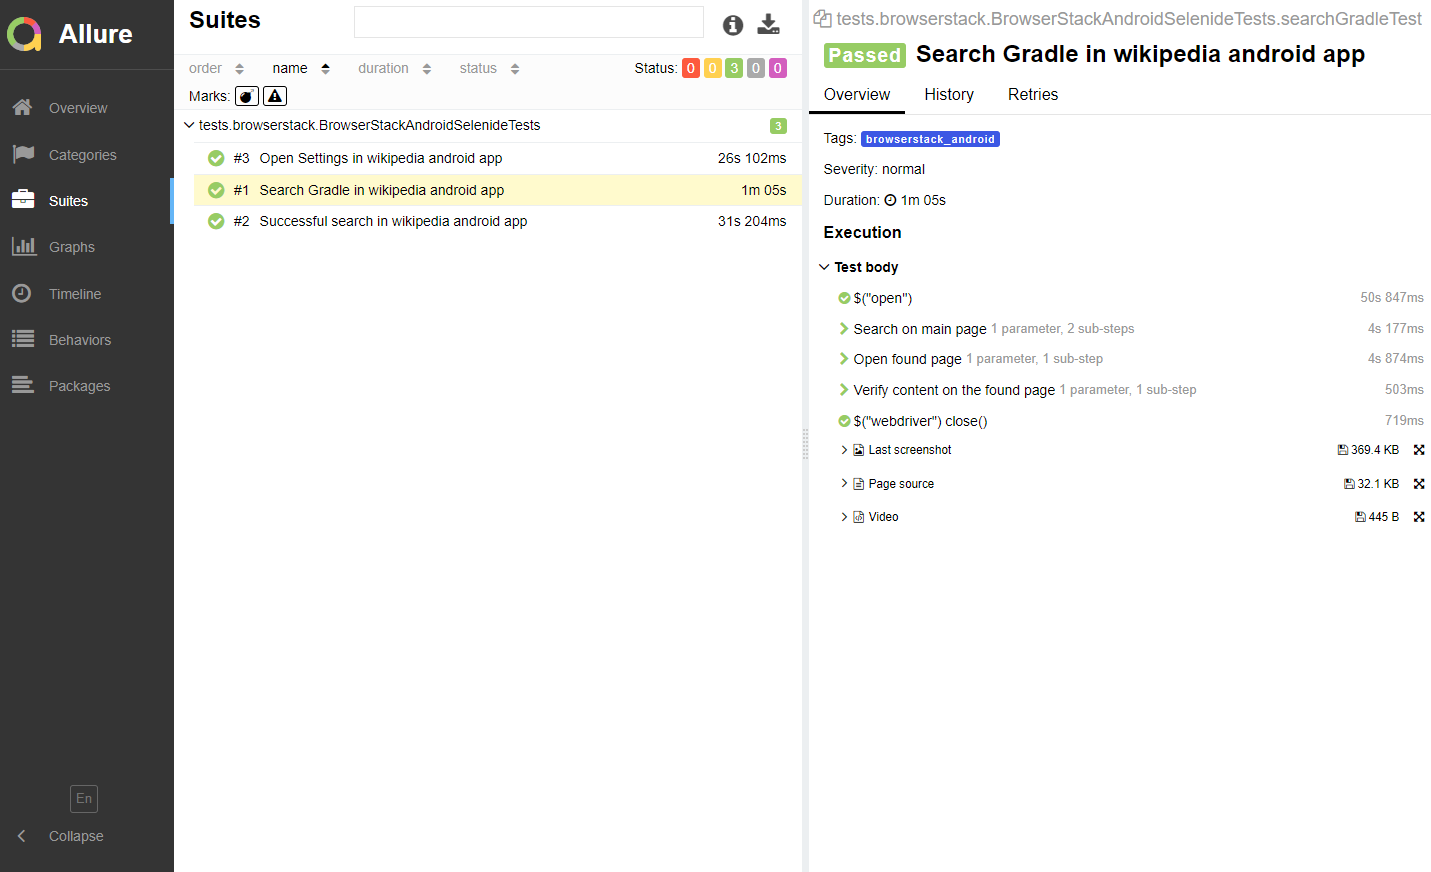 Allure
Overview
Categories
Suites
Graphs
Timeline
Behaviors
Packages
En
Collapse
Suites
order name duration status Status: 0 0 3 0 0
Marks:
tests.browserstack.BrowserStackAndroidSelenideTests 3
#3 Open Settings in wikipedia android app 26s 102ms
#1 Search Gradle in wikipedia android app 1m 05s
#2 Successful search in wikipedia android app 31s 204ms
tests.browserstack.BrowserStackAndroidSelenideTests.searchGradleTest
Passed Search Gradle in wikipedia android app
Overview History Retries
Tags: browserstack_android
Severity: normal
Duration: 1m 05s
Execution
Test body
$("open") 50s 847ms
Search on main page 1 parameter, 2 sub-steps 4s 177ms
Open found page 1 parameter, 1 sub-step 4s 874ms
Verify content on the found page 1 parameter, 1 sub-step 503ms
$("webdriver") close() 719ms
Last screenshot 369.4 KB
Page source 32.1 KB
Video 445 B